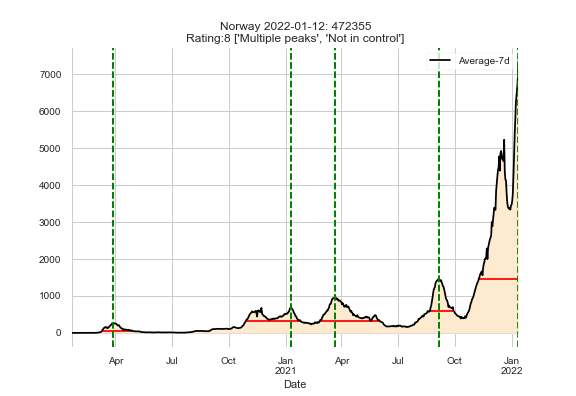 Norway 2022-01-12: 472355
Rating:8 ['Multiple peaks', 'Not in control']
Average-7d
7000
6000
5000
4000
3000
2000
1000
0
Apr Jul Oct Jan Apr Jul Oct Jan
2021 2022
Date